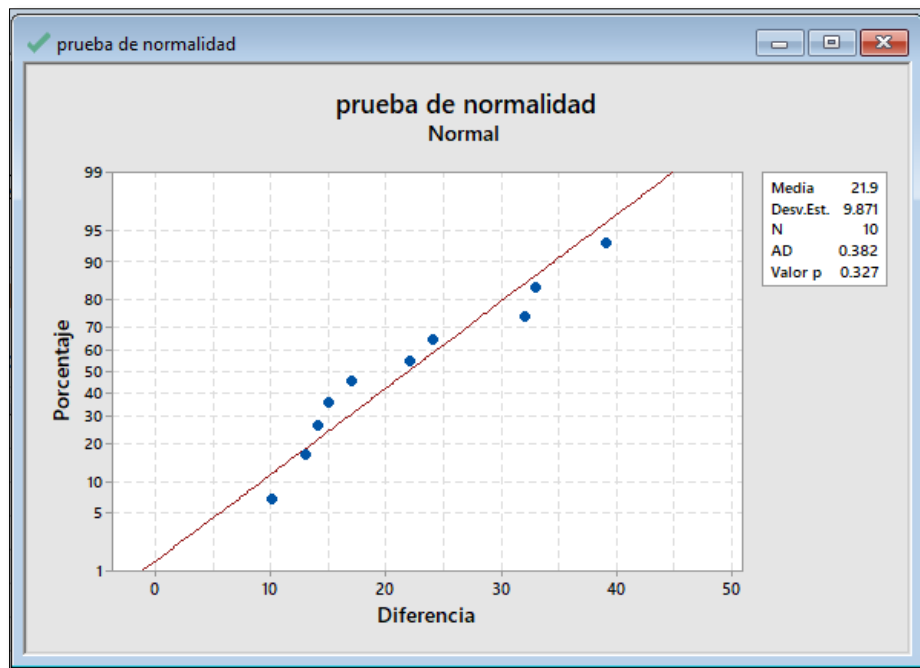 prueba de normalidad
prueba de normalidad
Normal
99
95
90
80
70
60
50
40
30
20
10
5
1
Porcentaje
0 10 20 30 40 50
Diferencia
Media 21.9
Desv.Est. 9.871
N 10
AD 0.382
Valor p 0.327